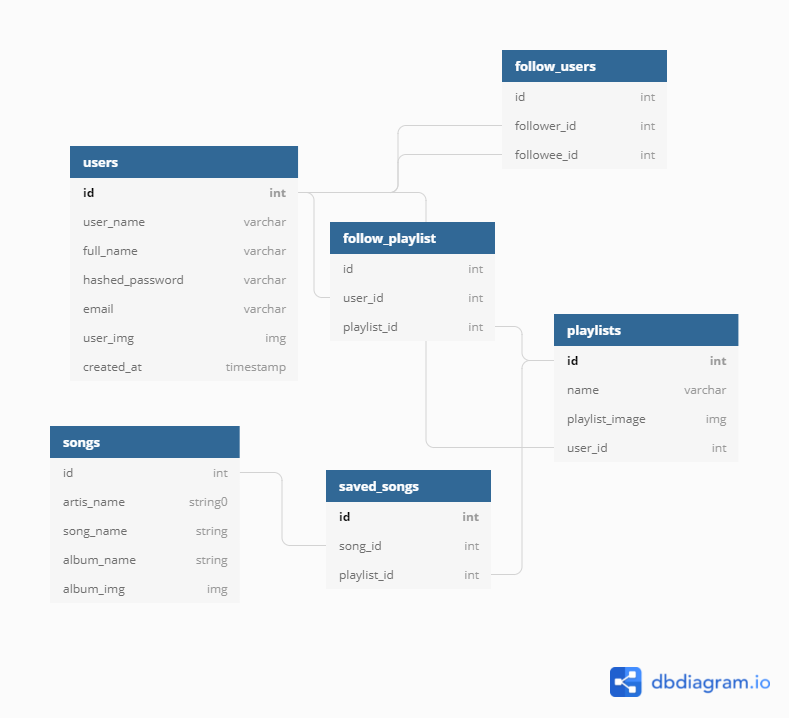 follow_users
id int
follower_id int
followee_id int
users
id int
user_name varchar
full_name varchar
hashed_password varchar
email varchar
user_img img
created_at timestamp
follow_playlist
id int
user_id int
playlist_id int
playlists
id int
name varchar
playlist_image img
user_id int
songs
id int
artis_name string0
song_name string
album_name string
album_img img
saved_songs
id int
song_id int
playlist_id int
dbdiagram.io